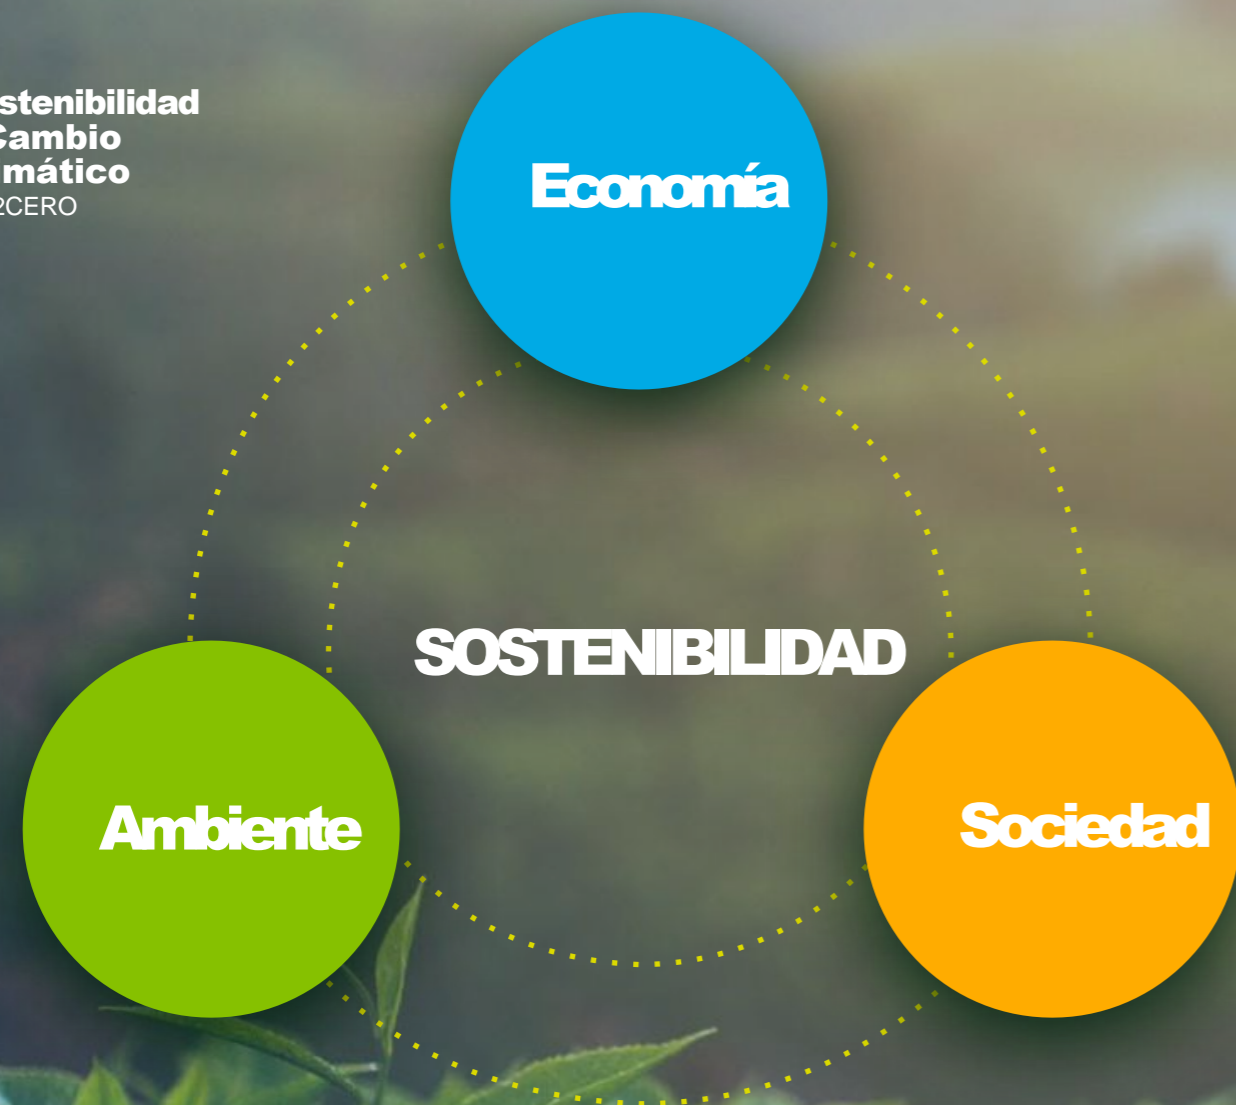 stenibilidad
Cambio
mático
2CERO
Economía
SOSTENIBILIDAD
Ambiente
Sociedad